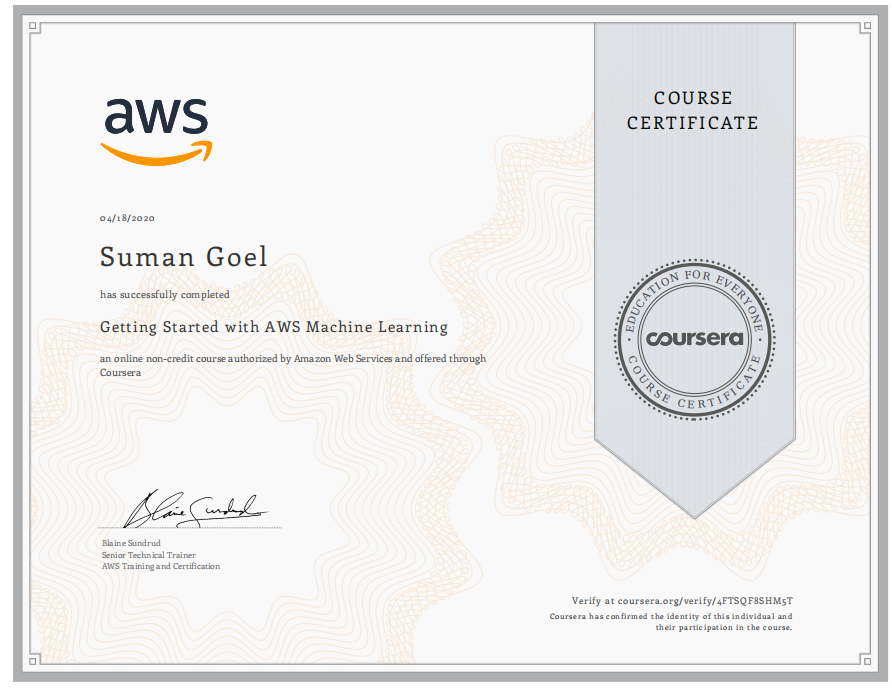 aws
COURSE
CERTIFICATE
04/18/2020
Suman Goel
has successfully completed
Getting Started with AWS Machine Learning
an online non-credit course authorized by Amazon Web Services and offered through
Coursera
EDUCATION FOR EVERYONE
coursera
COURSE CERTIFICATE
Blaine Sundrud
Blaine Sundrud
Senior Technical Trainer
AWS Training and Certification
Verify at coursera.org/verify/4FTSQF8SHM5T
Coursera has confirmed the identity of this individual and
their participation in the course.